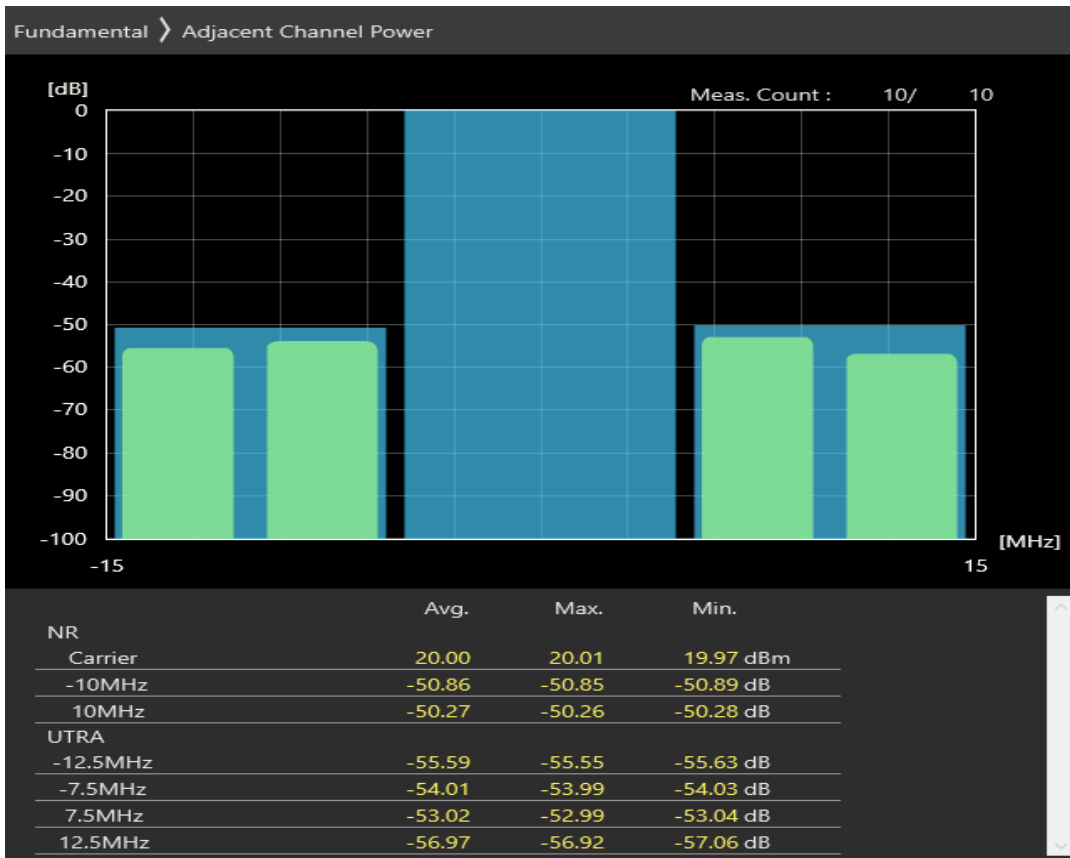 Fundamental 〉 Adjacent Channel Power
[dB]
Meas. Count : 10/ 10
0
-10
-20
-30
-40
-50
-60
-70
-80
-90
-100
[MHz]
-15 15
Avg. Max. Min.
NR
Carrier 20.00 20.01 19.97 dBm
-10MHz -50.86 -50.85 -50.89 dB
10MHz -50.27 -50.26 -50.28 dB
UTRA
-12.5MHz -55.59 -55.55 -55.63 dB
-7.5MHz -54.01 -53.99 -54.03 dB
7.5MHz -53.02 -52.99 -53.04 dB
12.5MHz -56.97 -56.92 -57.06 dB